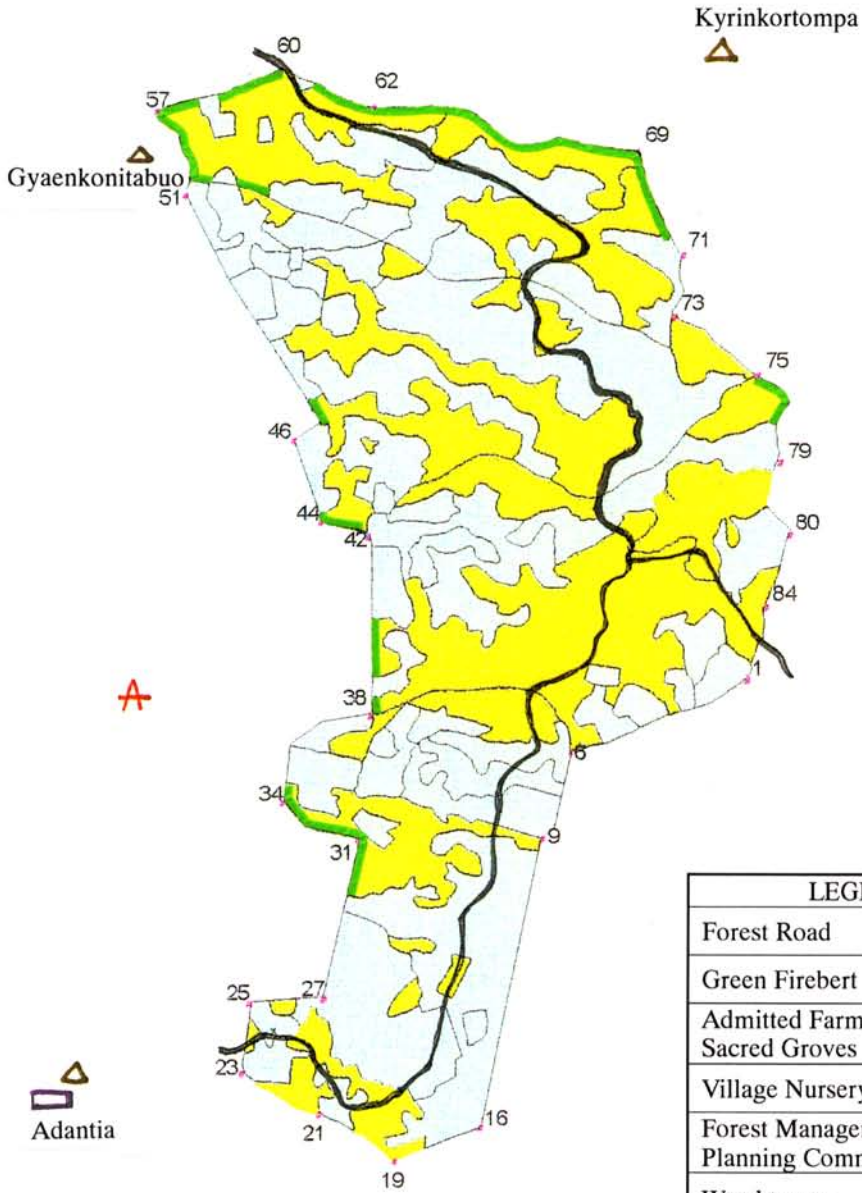 Kyrinkortompa
60
62
57
69
Gyaenkonitabuo
51
71
73
75
46
79
44
42
80
84
1
A
38
6
34
9
31
LEG
Forest Road
Green Firebert
Admitted Farm
Sacred Groves
Village Nursery
Forest Manage
Planning Comm
25
27
23
Adantia
21
16
19